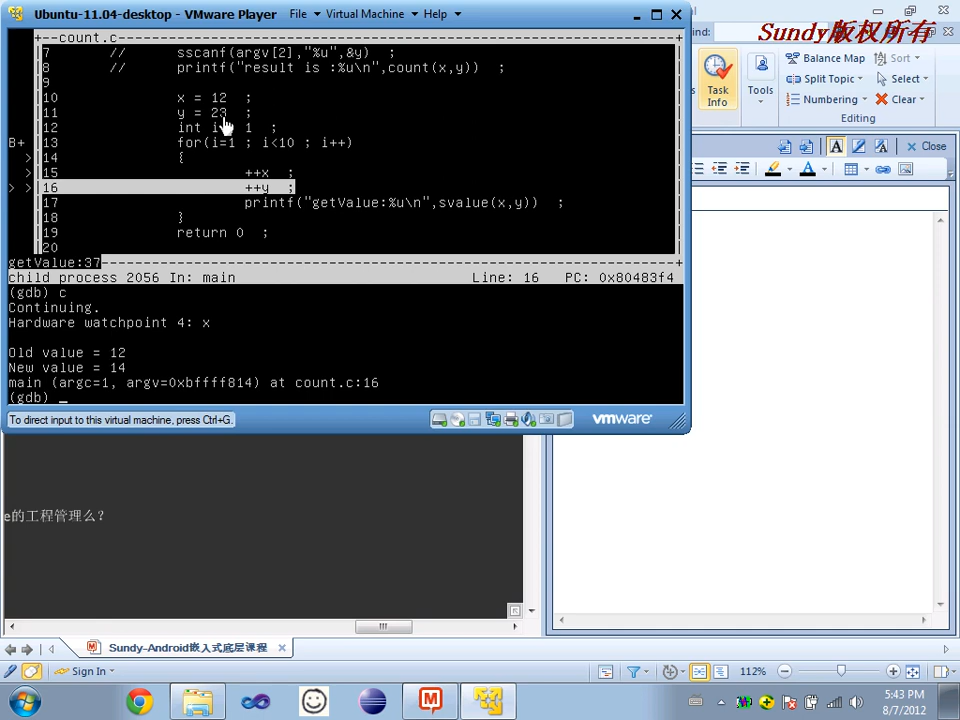 Ubuntu-11.04-desktop - VMware Player File Virtual Machine Help
Sundy版权所有
Task Info
Tools
Balance Map
Split Topic
Numbering
Sort
Select
Clear
Editing
Close
count.c
7 // sscanf(argv[2],"%u",&y) ;
8 // printf("result is :%u\n",count(x,y)) ;
9
10 x = 12 ;
11 y = 23 ;
12 int i 1 ;
B+ 13 for(i=1 ; i<10 ; i++)
> 14 {
> 15 ++x ;
> > 16 ++y ;
17 printf("getValue:%u\n",svalue(x,y)) ;
18 }
19 return 0 ;
20
getValue:37
child process 2056 In: main Line: 16 PC: 0x80483f4
(gdb) c
Continuing.
Hardware watchpoint 4: x
Old value = 12
New value = 14
main (argc=1, argv=0xbffff814) at count.c:16
(gdb) _
To direct input to this virtual machine, press Ctrl+G.
vmware
e的工程管理么?
Sundy-Android嵌入式底层课程
Sign In
112%
5:43 PM
8/7/2012